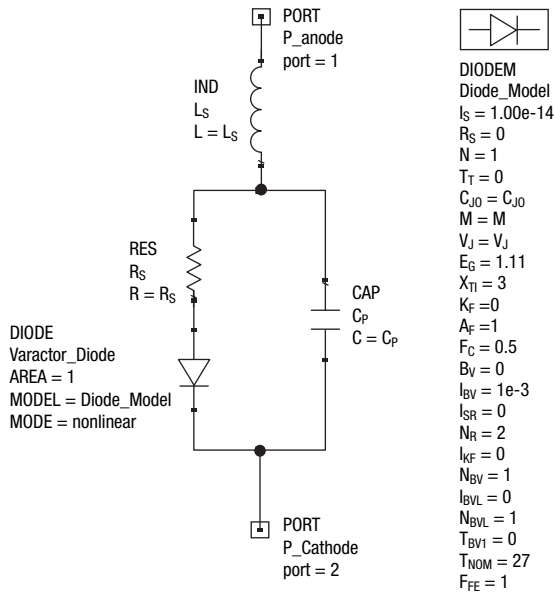 PORT
P_anode
port = 1
IND
LS
L = LS
RES
RS
R = RS
CAP
CP
C = CP
DIODE
Varactor_Diode
AREA = 1
MODEL = Diode_Model
MODE = nonlinear
PORT
P_Cathode
port = 2
DIODEM
Diode_Model
IS = 1.00e-14
RS = 0
N = 1
TT = 0
CJO = CJO
M = M
VJ = VJ
EG = 1.11
XTI = 3
KF =0
AF =1
FC = 0.5
BV = 0
IBV = 1e-3
ISR = 0
NR = 2
IKF = 0
NBV = 1
IBVL = 0
NBVL = 1
TBV1 = 0
TNOM = 27
FFE = 1